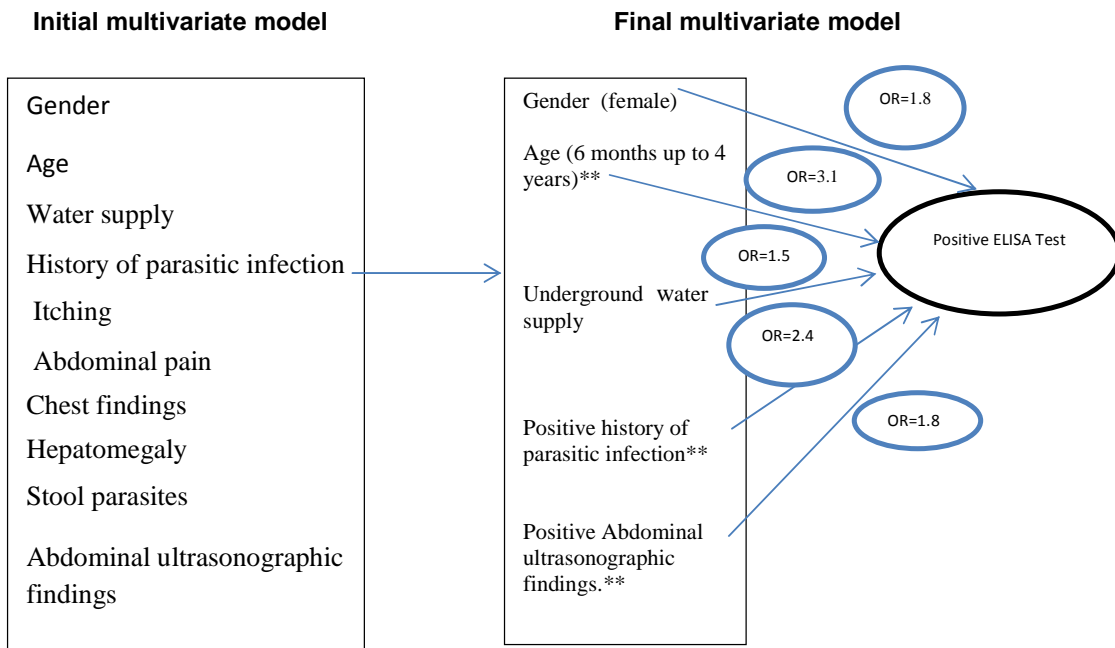 Initial multivariate model
Final multivariate model
Gender
Age
Water supply
History of parasitic infection
Itching
Abdominal pain
Chest findings
Hepatomegaly
Stool parasites
Abdominal ultrasonographic
findings
Gender (female)
Age (6 months up to 4
years)**
Underground water
supply
Positive history of
parasitic infection**
Positive Abdominal
ultrasonographic
findings.**
OR=1.8
OR=3.1
OR=1.5
OR=2.4
OR=1.8
Positive ELISA Test